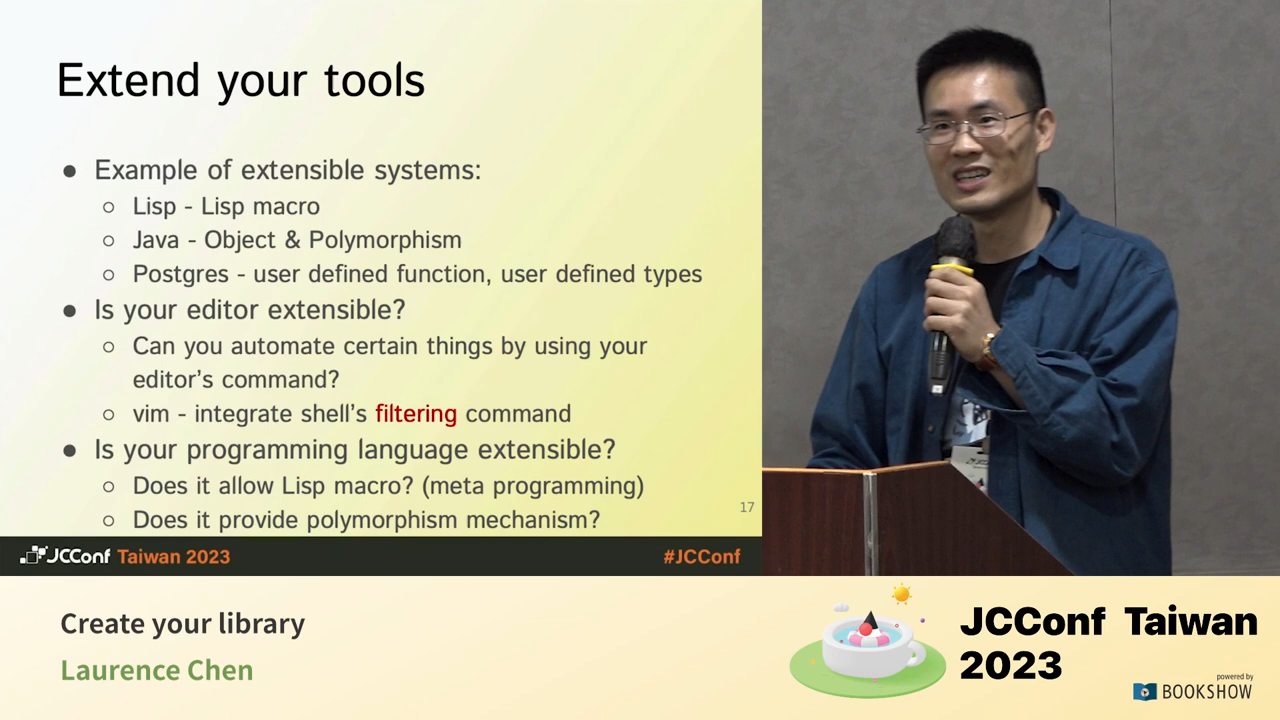 Extend your tools
● Example of extensible systems:
○ Lisp - Lisp macro
○ Java - Object & Polymorphism
○ Postgres - user defined function, user defined types
● Is your editor extensible?
○ Can you automate certain things by using your
editor's command?
○ vim - integrate shell's filtering command
● Is your programming language extensible?
○ Does it allow Lisp macro? (meta programming)
○ Does it provide polymorphism mechanism?
17
JCConf Taiwan 2023
#JCConf
Create your library
Laurence Chen
JCConf Taiwan
2023
powered by
BOOKSHOW